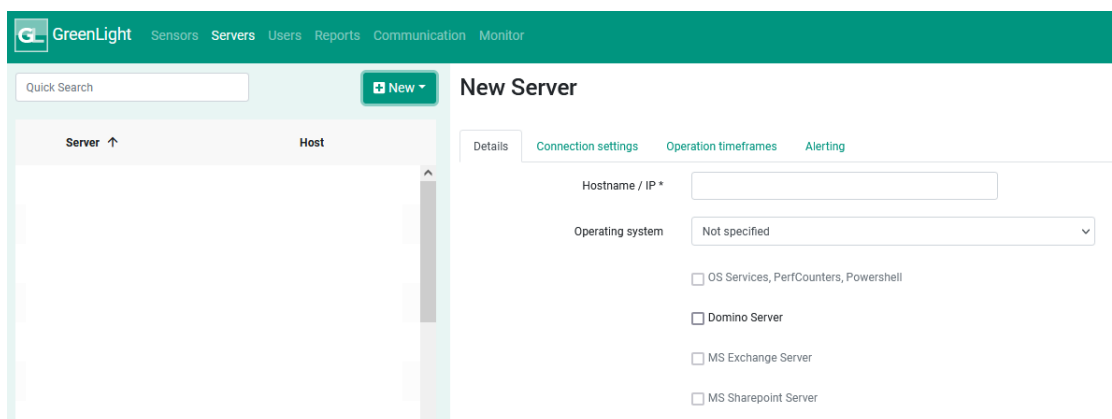 GL GreenLight Sensors Servers Users Reports Communication Monitor
Quick Search
New
Server Host
New Server
Details Connection settings Operation timeframes Alerting
Hostname / IP *
Operating system Not specified
OS Services, PerfCounters, Powershell
Domino Server
MS Exchange Server
MS Sharepoint Server